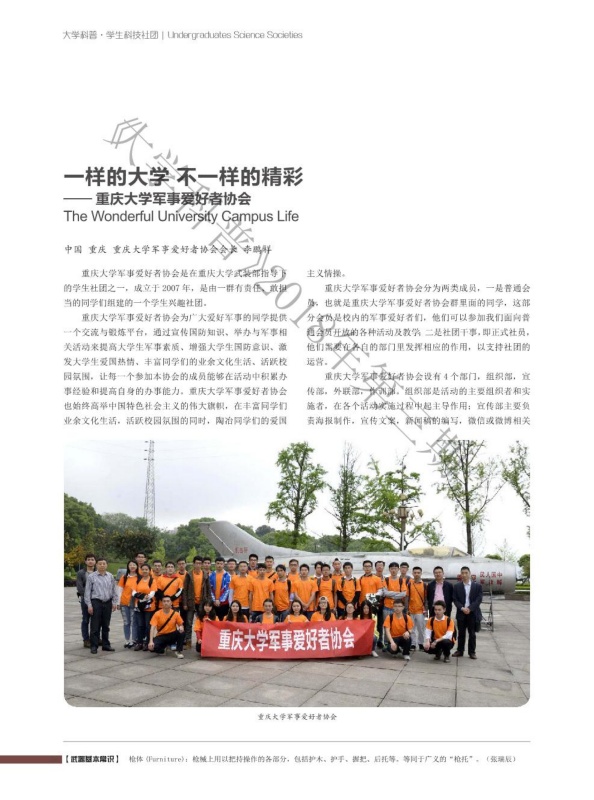 大学科普·学生科技社团 | Undergraduates Science Societies
一样的大学 不一样的精彩
—— 重庆大学军事爱好者协会
The Wonderful University Campus Life
中国 重庆 重庆大学军事爱好者协会会长
重庆大学军事爱好者协会是在重庆大学武装部指导下
的学生社团之一，成立于 2007 年，是由一群有责任、敢担
当的同学们组建的一个学生兴趣社团。
重庆大学军事爱好者协会为广大爱好军事的同学提供
一个交流与锻炼平台，通过宣传国防知识、举办与军事相
关活动来提高大学生军事素质、增强大学生国防意识、激
发大学生爱国热情、丰富同学们的业余文化生活、活跃校
园氛围，让每一个参加本协会的成员能够在活动中积累办
事经验和提高自身的办事能力。重庆大学军事爱好者协会
也始终高举中国特色社会主义的伟大旗帜，在丰富同学们
业余文化生活，活跃校园氛围的同时，陶冶同学们的爱国
主义情操。
重庆大学军事爱好者协会分为两类成员，一是普通会
员，也就是重庆大学军事爱好者协会群里面的同学，这部
分会员是校内的军事爱好者们，他们可以参加我们面向普
通会员开放的各种活动及教学；二是社团干事，即正式社员，
他们需要在各自的部门里发挥相应的作用，以支持社团的
运营。
重庆大学军事爱好者协会设有 4 个部门，组织部，宣
传部，外联部，作训部。组织部是活动的主要组织者和实
施者，在各个活动实施过程中起主导作用；宣传部主要负
责海报制作，宣传文案，新闻稿的编写，微信或微博相关
重庆大学军事爱好者协会
重庆大学军事爱好者协会
【武器基本常识】 枪体 (Furniture)：枪械上用以把持操作的各部分，包括护木、护手、握把、后托等，等同于广义的“枪托”。（张瑞辰）
《大学科普》2018年第二期